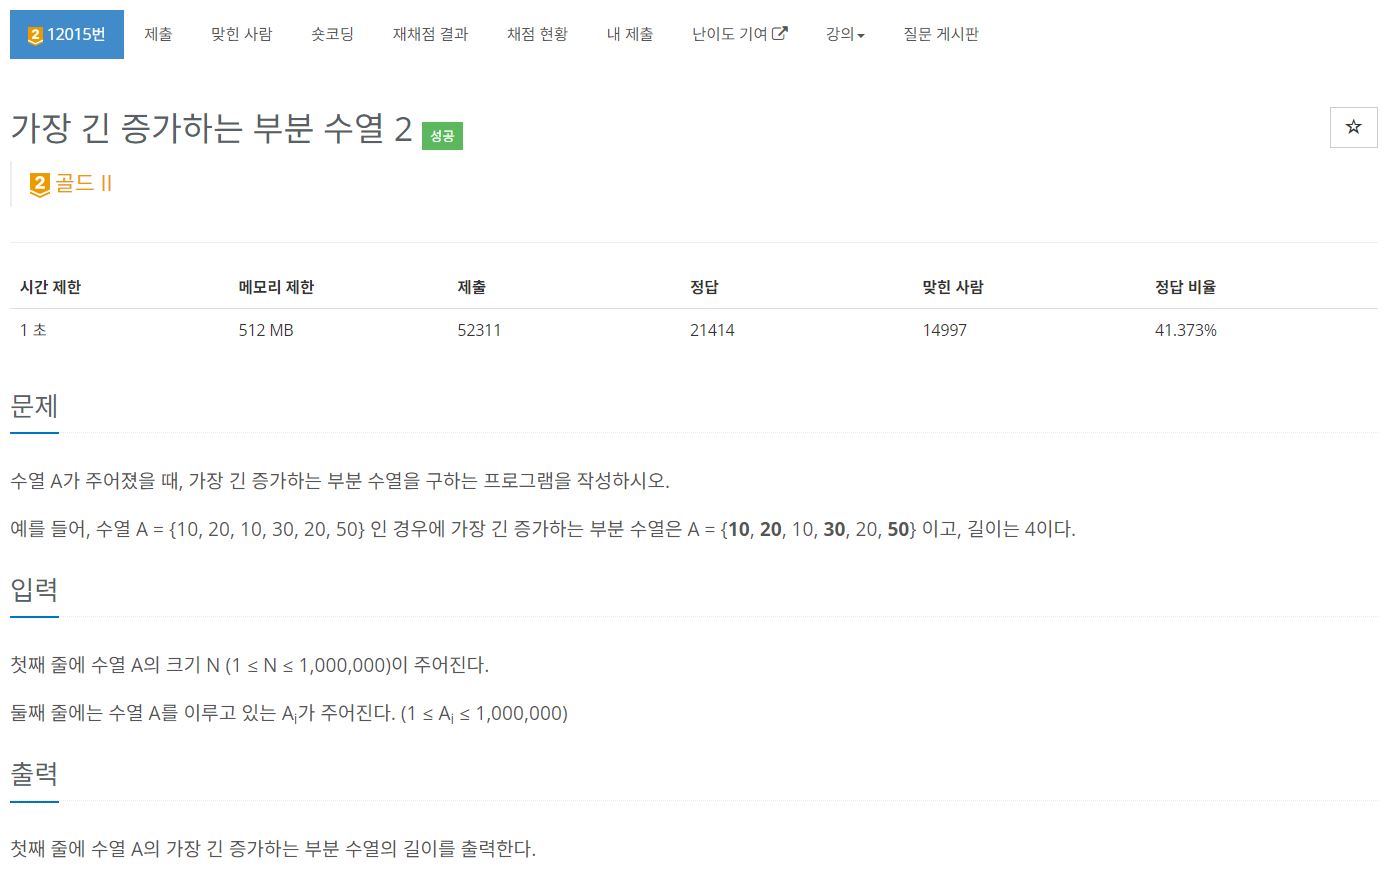 2 12015번 제출 맞힌 사람 숏코딩 재채점 결과 채점 현황 내 제출 난이도 기여 강의 질문 게시판
가장 긴 증가하는 부분 수열 2 성공
2 골드 II
시간 제한 메모리 제한 제출 정답 맞힌 사람 정답 비율
1 초 512 MB 52311 21414 14997 41.373%
문제
수열 A가 주어졌을 때, 가장 긴 증가하는 부분 수열을 구하는 프로그램을 작성하시오.
예를 들어, 수열 A = {10, 20, 10, 30, 20, 50} 인 경우에 가장 긴 증가하는 부분 수열은 A = {10, 20, 10, 30, 20, 50} 이고, 길이는 4이다.
입력
첫째 줄에 수열 A의 크기 N (1 ≤ N ≤ 1,000,000)이 주어진다.
둘째 줄에는 수열 A를 이루고 있는 Ai가 주어진다. (1 ≤ Ai ≤ 1,000,000)
출력
첫째 줄에 수열 A의 가장 긴 증가하는 부분 수열의 길이를 출력한다.